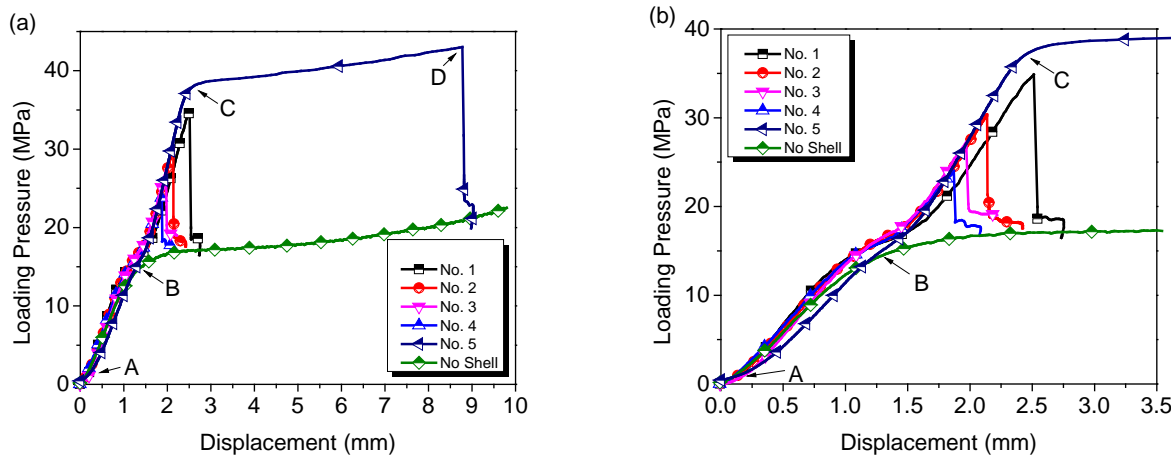 (a)
Loading Pressure (MPa)
40
30
20
10
0
0 1 2 3 4 5 6 7 8 9 10
Displacement (mm)
A
B
C
D
No. 1
No. 2
No. 3
No. 4
No. 5
No Shell
(b)
Loading Pressure (MPa)
40
30
20
10
0
0.0 0.5 1.0 1.5 2.0 2.5 3.0 3.5
Displacement (mm)
No. 1
No. 2
No. 3
No. 4
No. 5
No Shell
A
B
C